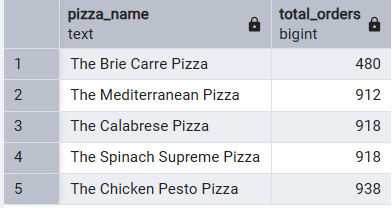 pizza_name total_orders
text bigint
1 The Brie Carre Pizza 480
2 The Mediterranean Pizza 912
3 The Calabrese Pizza 918
4 The Spinach Supreme Pizza 918
5 The Chicken Pesto Pizza 938